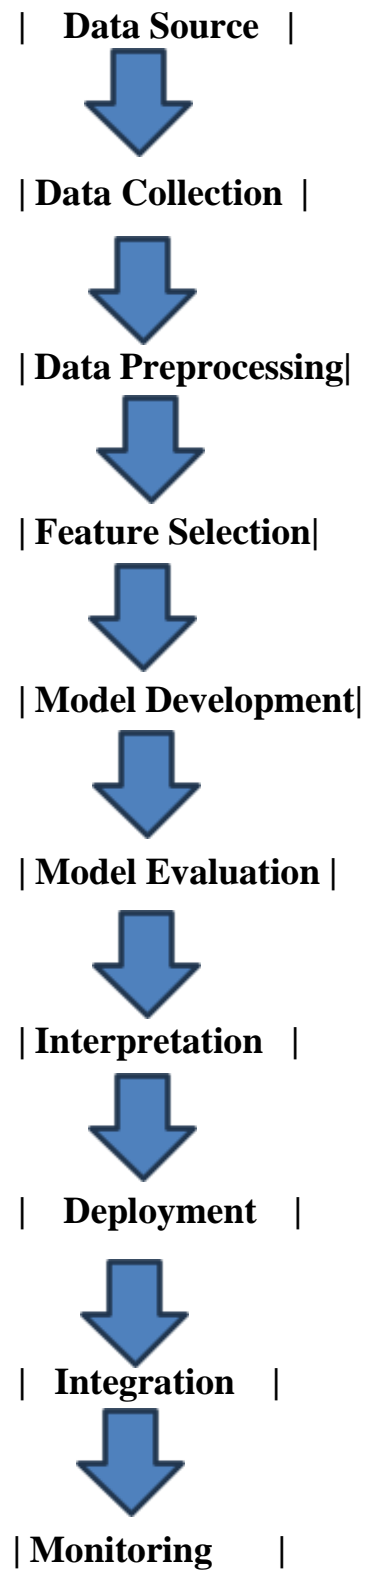 |    Data Source   |
| Data Collection  |
| Data Preprocessing|
| Feature Selection|
| Model Development|
| Model Evaluation |
| Interpretation   |
|    Deployment    |
|   Integration    |
| Monitoring       |